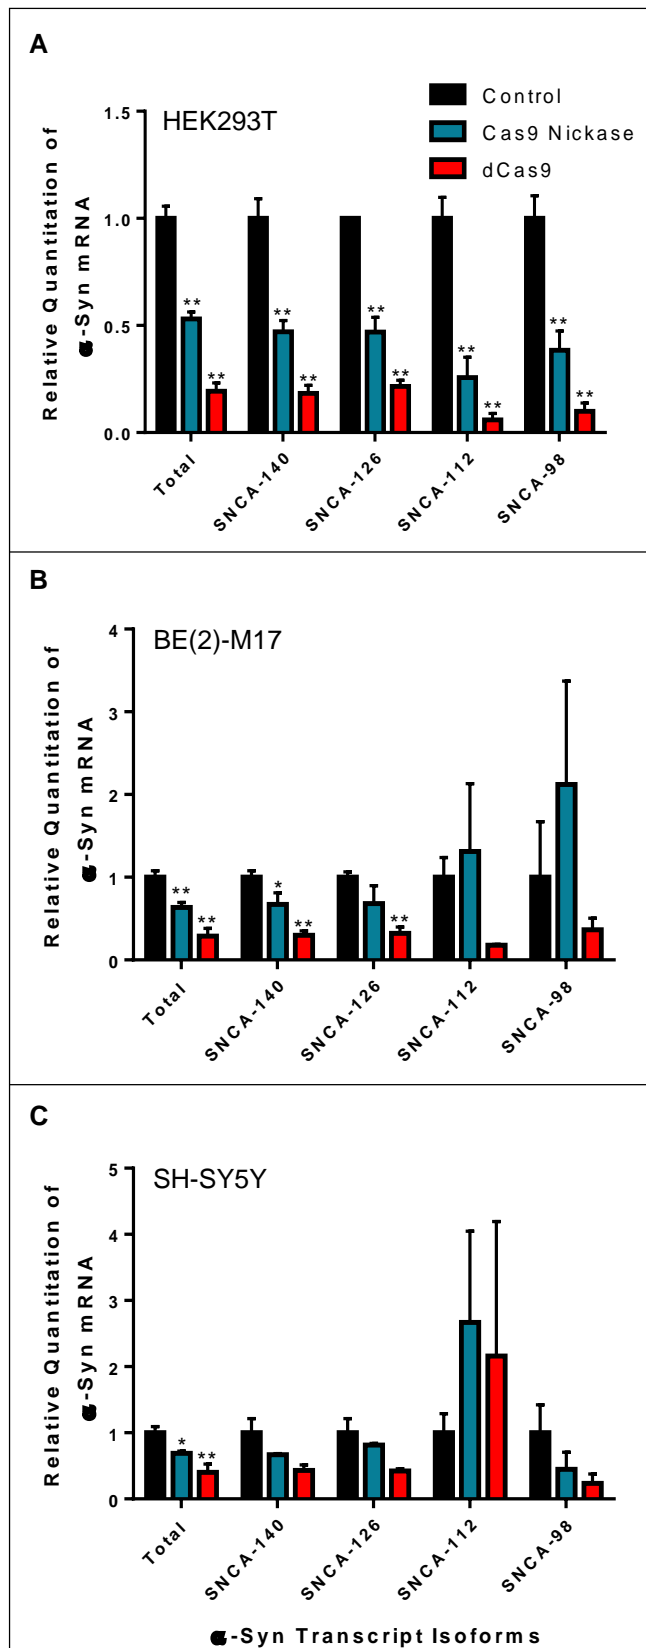 A
HEK293T
Control
Cas9 Nickase
dCas9
Relative Quantitation of
α-Syn mRNA
1.5
1.0
0.5
0.0
** ** ** ** ** ** ** ** ** **
Total SNCA-140 SNCA-126 SNCA-112 SNCA-98
B
BE(2)-M17
Relative Quantitation of
α-Syn mRNA
4
3
2
1
0
** ** * ** **
Total SNCA-140 SNCA-126 SNCA-112 SNCA-98
C
SH-SY5Y
Relative Quantitation of
α-Syn mRNA
5
4
3
2
1
0
* **
Total SNCA-140 SNCA-126 SNCA-112 SNCA-98
α-Syn Transcript Isoforms